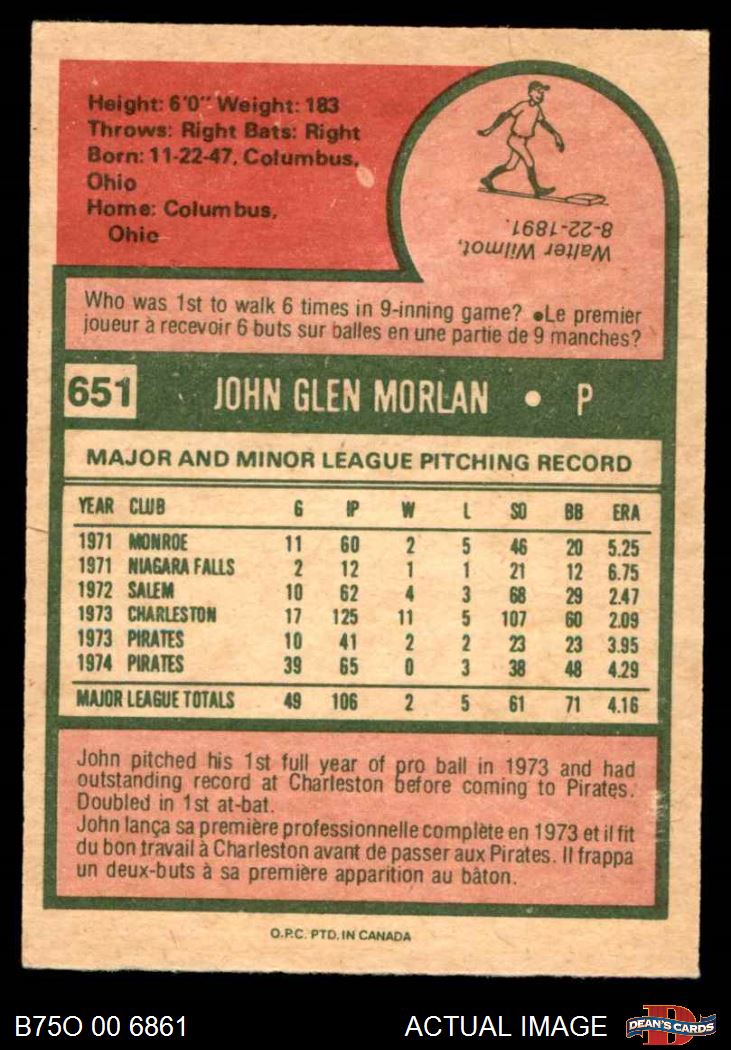 Height: 6'0" Weight: 183
Throws: Right Bats: Right
Born: 11-22-47, Columbus,
Ohio
Home: Columbus,
Ohio
Walter Wilmot,
8-22-1891.
Who was 1st to walk 6 times in 9-inning game? ●Le premier
joueur à recevoir 6 buts sur balles en une partie de 9 manches?
651 JOHN GLEN MORLAN • P
MAJOR AND MINOR LEAGUE PITCHING RECORD
YEAR CLUB G IP W L SO BB ERA
1971 MONROE 11 60 2 5 46 20 5.25
1971 NIAGARA FALLS 2 12 1 1 21 12 6.75
1972 SALEM 10 62 4 3 68 29 2.47
1973 CHARLESTON 17 125 11 5 107 60 2.09
1973 PIRATES 10 41 2 2 23 23 3.95
1974 PIRATES 39 65 0 3 38 48 4.29
MAJOR LEAGUE TOTALS 49 106 2 5 61 71 4.16
John pitched his 1st full year of pro ball in 1973 and had
outstanding record at Charleston before coming to Pirates.
Doubled in 1st at-bat.
John lança sa première professionnelle complète en 1973 et il fit
du bon travail à Charleston avant de passer aux Pirates. Il frappa
un deux-buts à sa première apparition au bâton.
O.P.C. PTD. IN CANADA
B75O 00 6861 ACTUAL IMAGE D DEAN'S CARDS